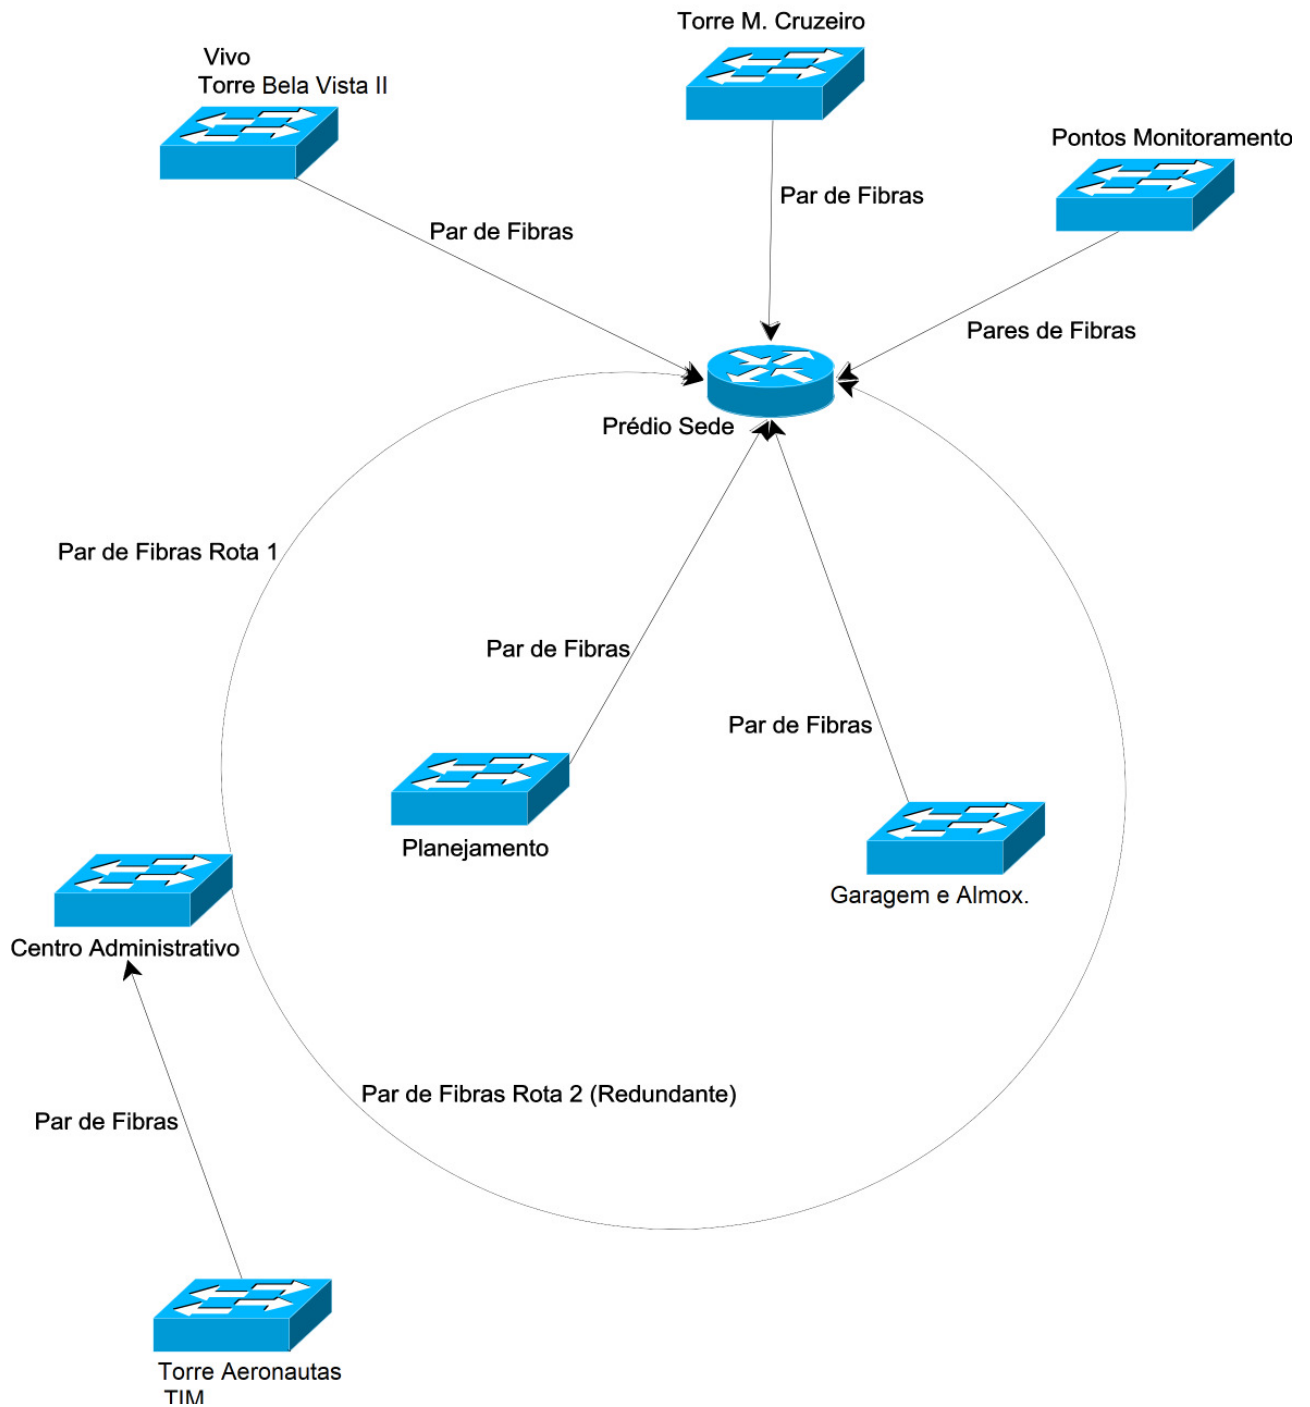 Torre M. Cruzeiro
Vivo
Torre Bela Vista II
Pontos Monitoramento
Par de Fibras
Par de Fibras
Pares de Fibras
Prédio Sede
Par de Fibras Rota 1
Par de Fibras
Par de Fibras
Planejamento
Garagem e Almox.
Centro Administrativo
Par de Fibras Rota 2 (Redundante)
Par de Fibras
Torre Aeronautas
TIM